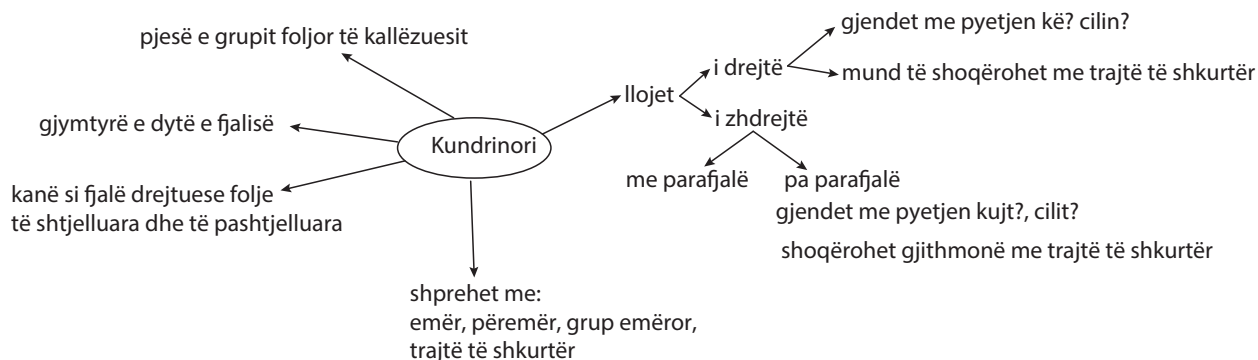 pjesë e grupit foljor të kallëzuesit
gjymtyrë e dytë e fjalisë
kanë si fjalë drejtuese folje
të shtjelluara dhe të pashtjelluara
Kundrinori
shprehet me:
emër, përemër, grup emëror,
trajtë të shkurtër
llojet
i drejtë
gjendet me pyetjen kë? cilin?
mund të shoqërohet me trajtë të shkurtër
i zhdrejtë
me parafjalë
pa parafjalë
gjendet me pyetjen kujt?, cilit?
shoqërohet gjithmonë me trajtë të shkurtër